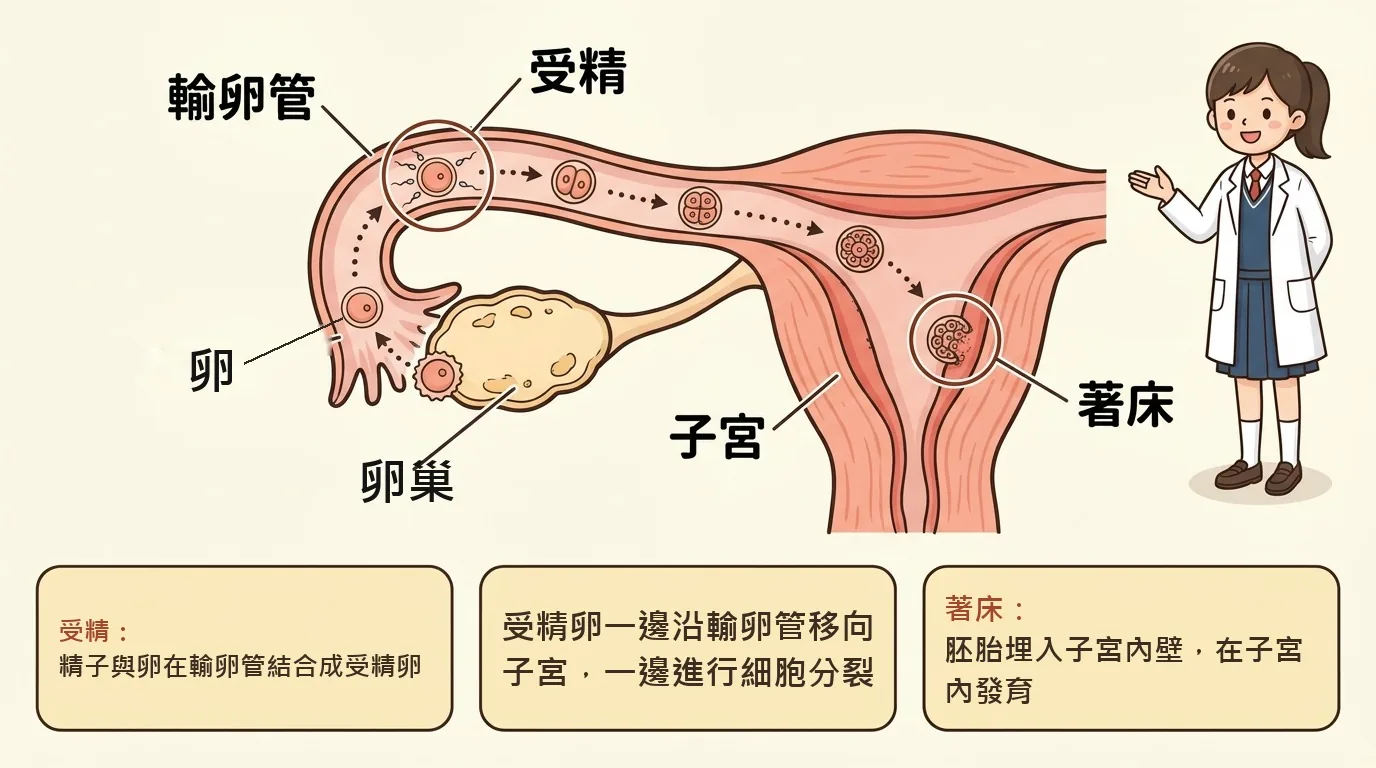 受精
輸卵管
卵
卵巢
子宮
著床
受精：
精子與卵在輸卵管結合成受精卵
受精卵一邊沿輸卵管移向
子宮，一邊進行細胞分裂
著床：
胚胎埋入子宮內壁，在子宮
內發育